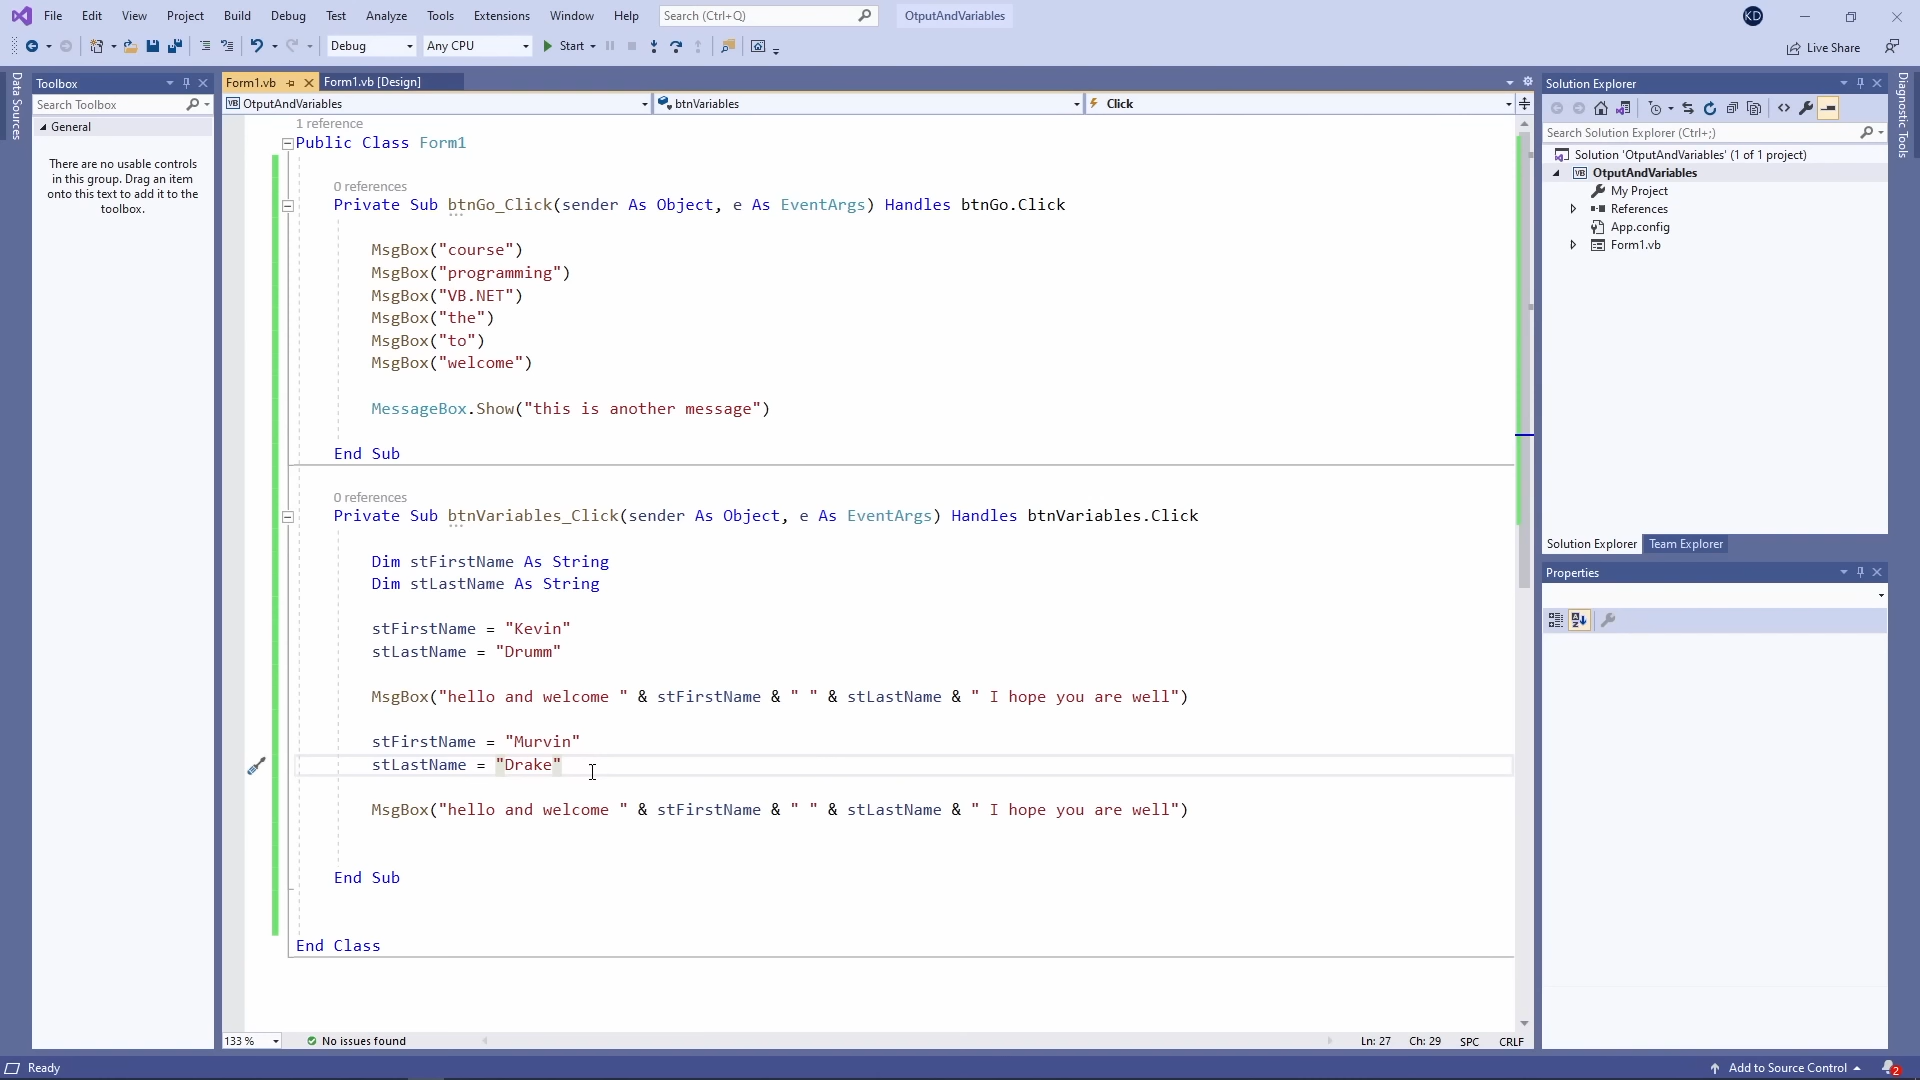 File Edit View Project Build Debug Test Analyze Tools Extensions Window Help Search (Ctrl+Q) OtputAndVariables KD
Debug Any CPU Start Live Share
Data Sources
Toolbox
Search Toolbox
General
There are no usable controls
in this group. Drag an item
onto this text to add it to the
toolbox.
Form1.vb Form1.vb [Design]
VB OtputAndVariables btnVariables Click
1 reference
Public Class Form1
0 references
Private Sub btnGo_Click(sender As Object, e As EventArgs) Handles btnGo.Click
MsgBox("course")
MsgBox("programming")
MsgBox("VB.NET")
MsgBox("the")
MsgBox("to")
MsgBox("welcome")
MessageBox.Show("this is another message")
End Sub
0 references
Private Sub btnVariables_Click(sender As Object, e As EventArgs) Handles btnVariables.Click
Dim stFirstName As String
Dim stLastName As String
stFirstName = "Kevin"
stLastName = "Drumm"
MsgBox("hello and welcome " & stFirstName & " " & stLastName & " I hope you are well")
stFirstName = "Murvin"
stLastName = "Drake"
MsgBox("hello and welcome " & stFirstName & " " & stLastName & " I hope you are well")
End Sub
End Class
133 % No issues found Ln: 27 Ch: 29 SPC CRLF
Solution Explorer
Search Solution Explorer (Ctrl+;)
Solution 'OtputAndVariables' (1 of 1 project)
VB OtputAndVariables
My Project
References
App.config
Form1.vb
Solution Explorer Team Explorer
Properties
Diagnostic Tools
Ready Add to Source Control 2